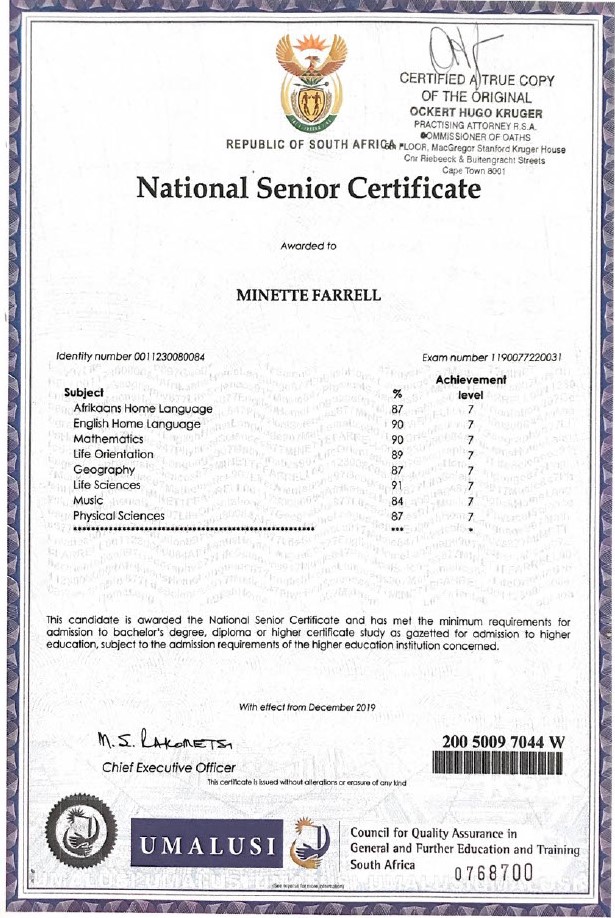 CERTIFIED A TRUE COPY
OF THE ORIGINAL
OCKERT HUGO KRUGER
PRACTISING ATTORNEY R.S.A.
COMMISSIONER OF OATHS
FLOOR, MacGregor Stanford Kruger House
Cnr Riebeeck & Buitengracht Streets
Cape Town 8001
REPUBLIC OF SOUTH AFRICA
National Senior Certificate
Awarded to
MINETTE FARRELL
Identity number 0011230080084 Exam number 1190077220031
Subject % Achievement level
Afrikaans Home Language 87 7
English Home Language 90 7
Mathematics 90 7
Life Orientation 89 7
Geography 87 7
Life Sciences 91 7
Music 84 7
Physical Sciences 87 7
This candidate is awarded the National Senior Certificate and has met the minimum requirements for
admission to bachelor's degree, diploma or higher certificate study as gazetted for admission to higher
education, subject to the admission requirements of the higher education institution concerned.
With effect from December 2019
M.S. RAKOMETSI
200 5009 7044 W
Chief Executive Officer
This certificate is issued without alterations or erasure of any kind
UMALUSI
Council for Quality Assurance in
General and Further Education and Training
South Africa
0768700
(See reverse for more information)